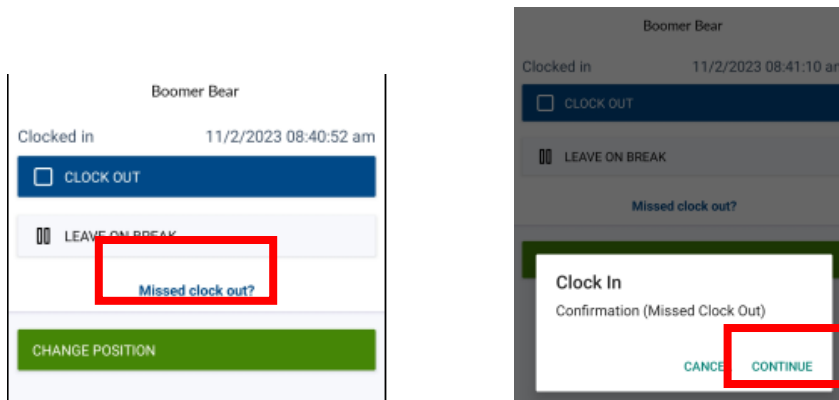 Boomer Bear
Clocked in 11/2/2023 08:40:52 am
CLOCK OUT
LEAVE ON BREAK
Missed clock out?
CHANGE POSITION
Boomer Bear
Clocked in 11/2/2023 08:41:10 am
CLOCK OUT
LEAVE ON BREAK
Missed clock out?
Clock In
Confirmation (Missed Clock Out)
CANCE CONTINUE